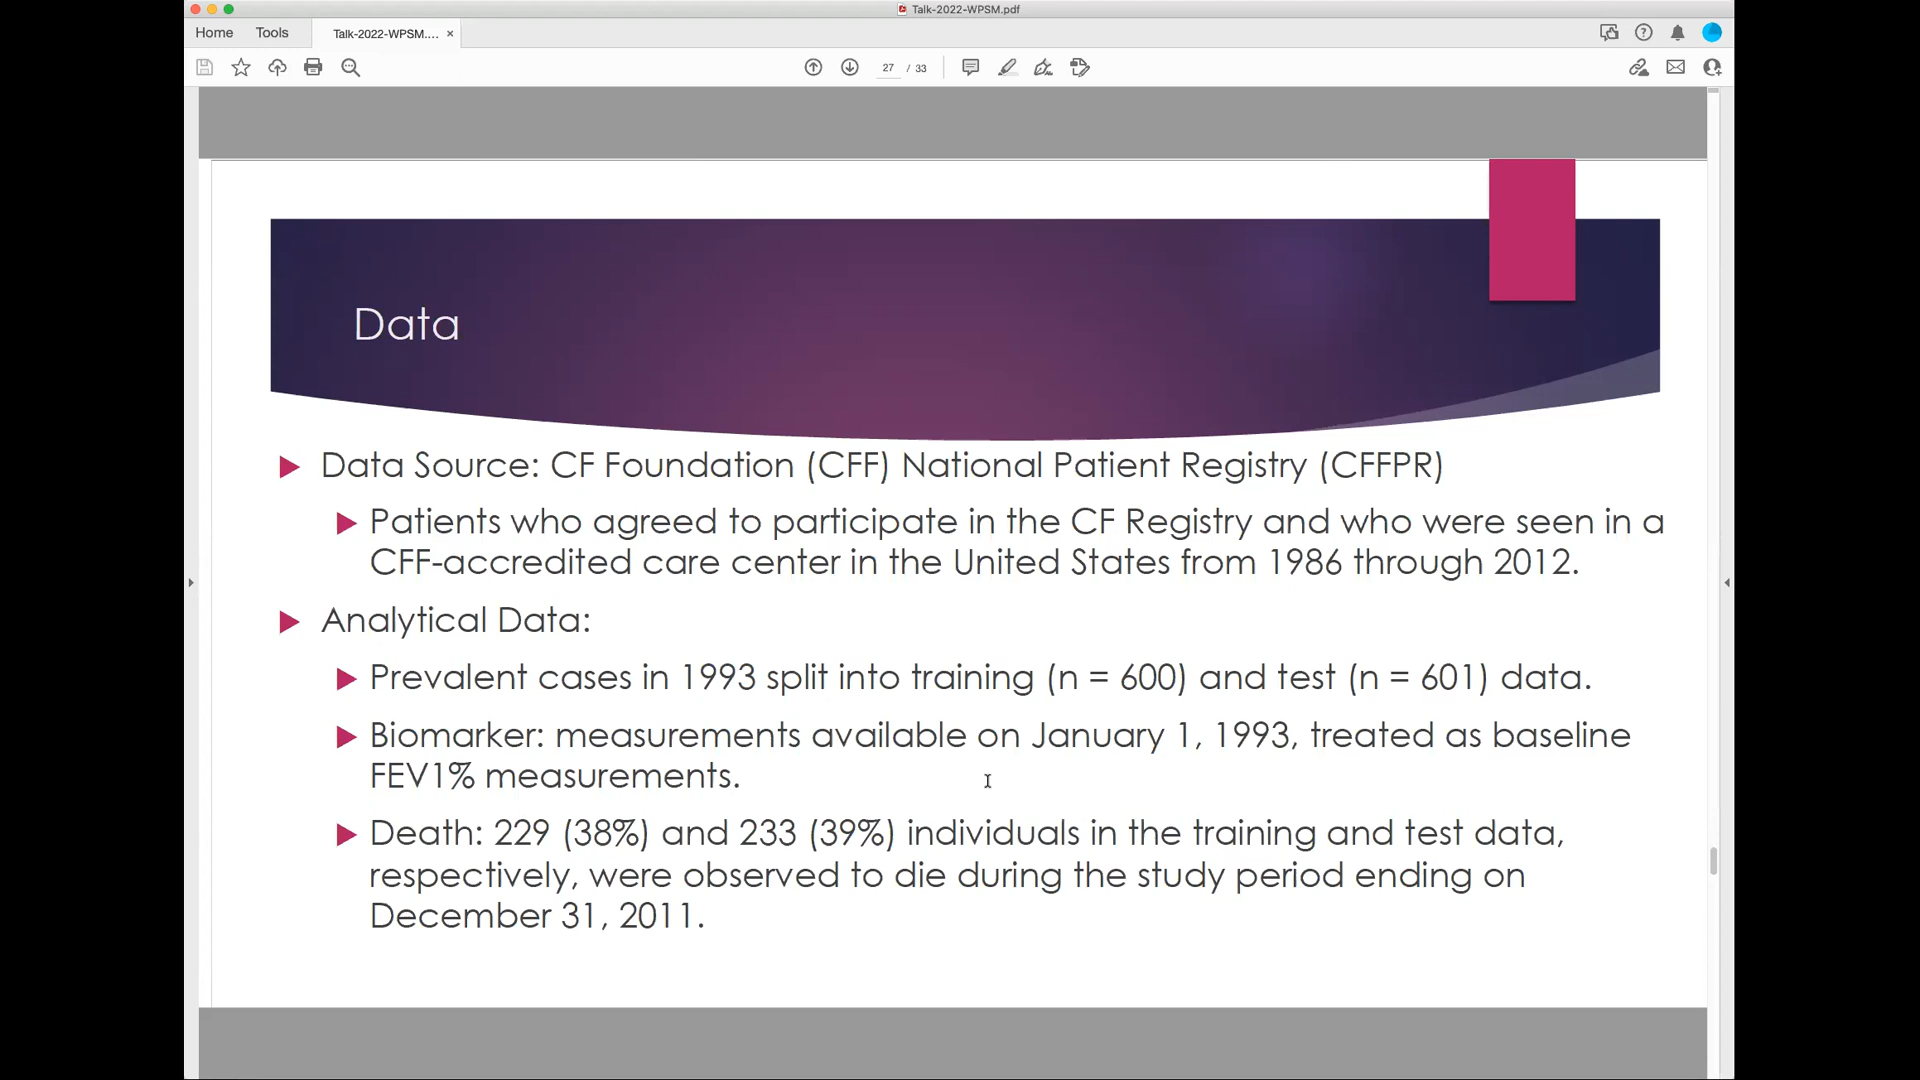 Talk-2022-WPSM.pdf
Home Tools Talk-2022-WPSM.... ×
27 / 33
Data
Data Source: CF Foundation (CFF) National Patient Registry (CFFPR)
Patients who agreed to participate in the CF Registry and who were seen in a
CFF-accredited care center in the United States from 1986 through 2012.
Analytical Data:
Prevalent cases in 1993 split into training (n = 600) and test (n = 601) data.
Biomarker: measurements available on January 1, 1993, treated as baseline
FEV1% measurements.
Death: 229 (38%) and 233 (39%) individuals in the training and test data,
respectively, were observed to die during the study period ending on
December 31, 2011.